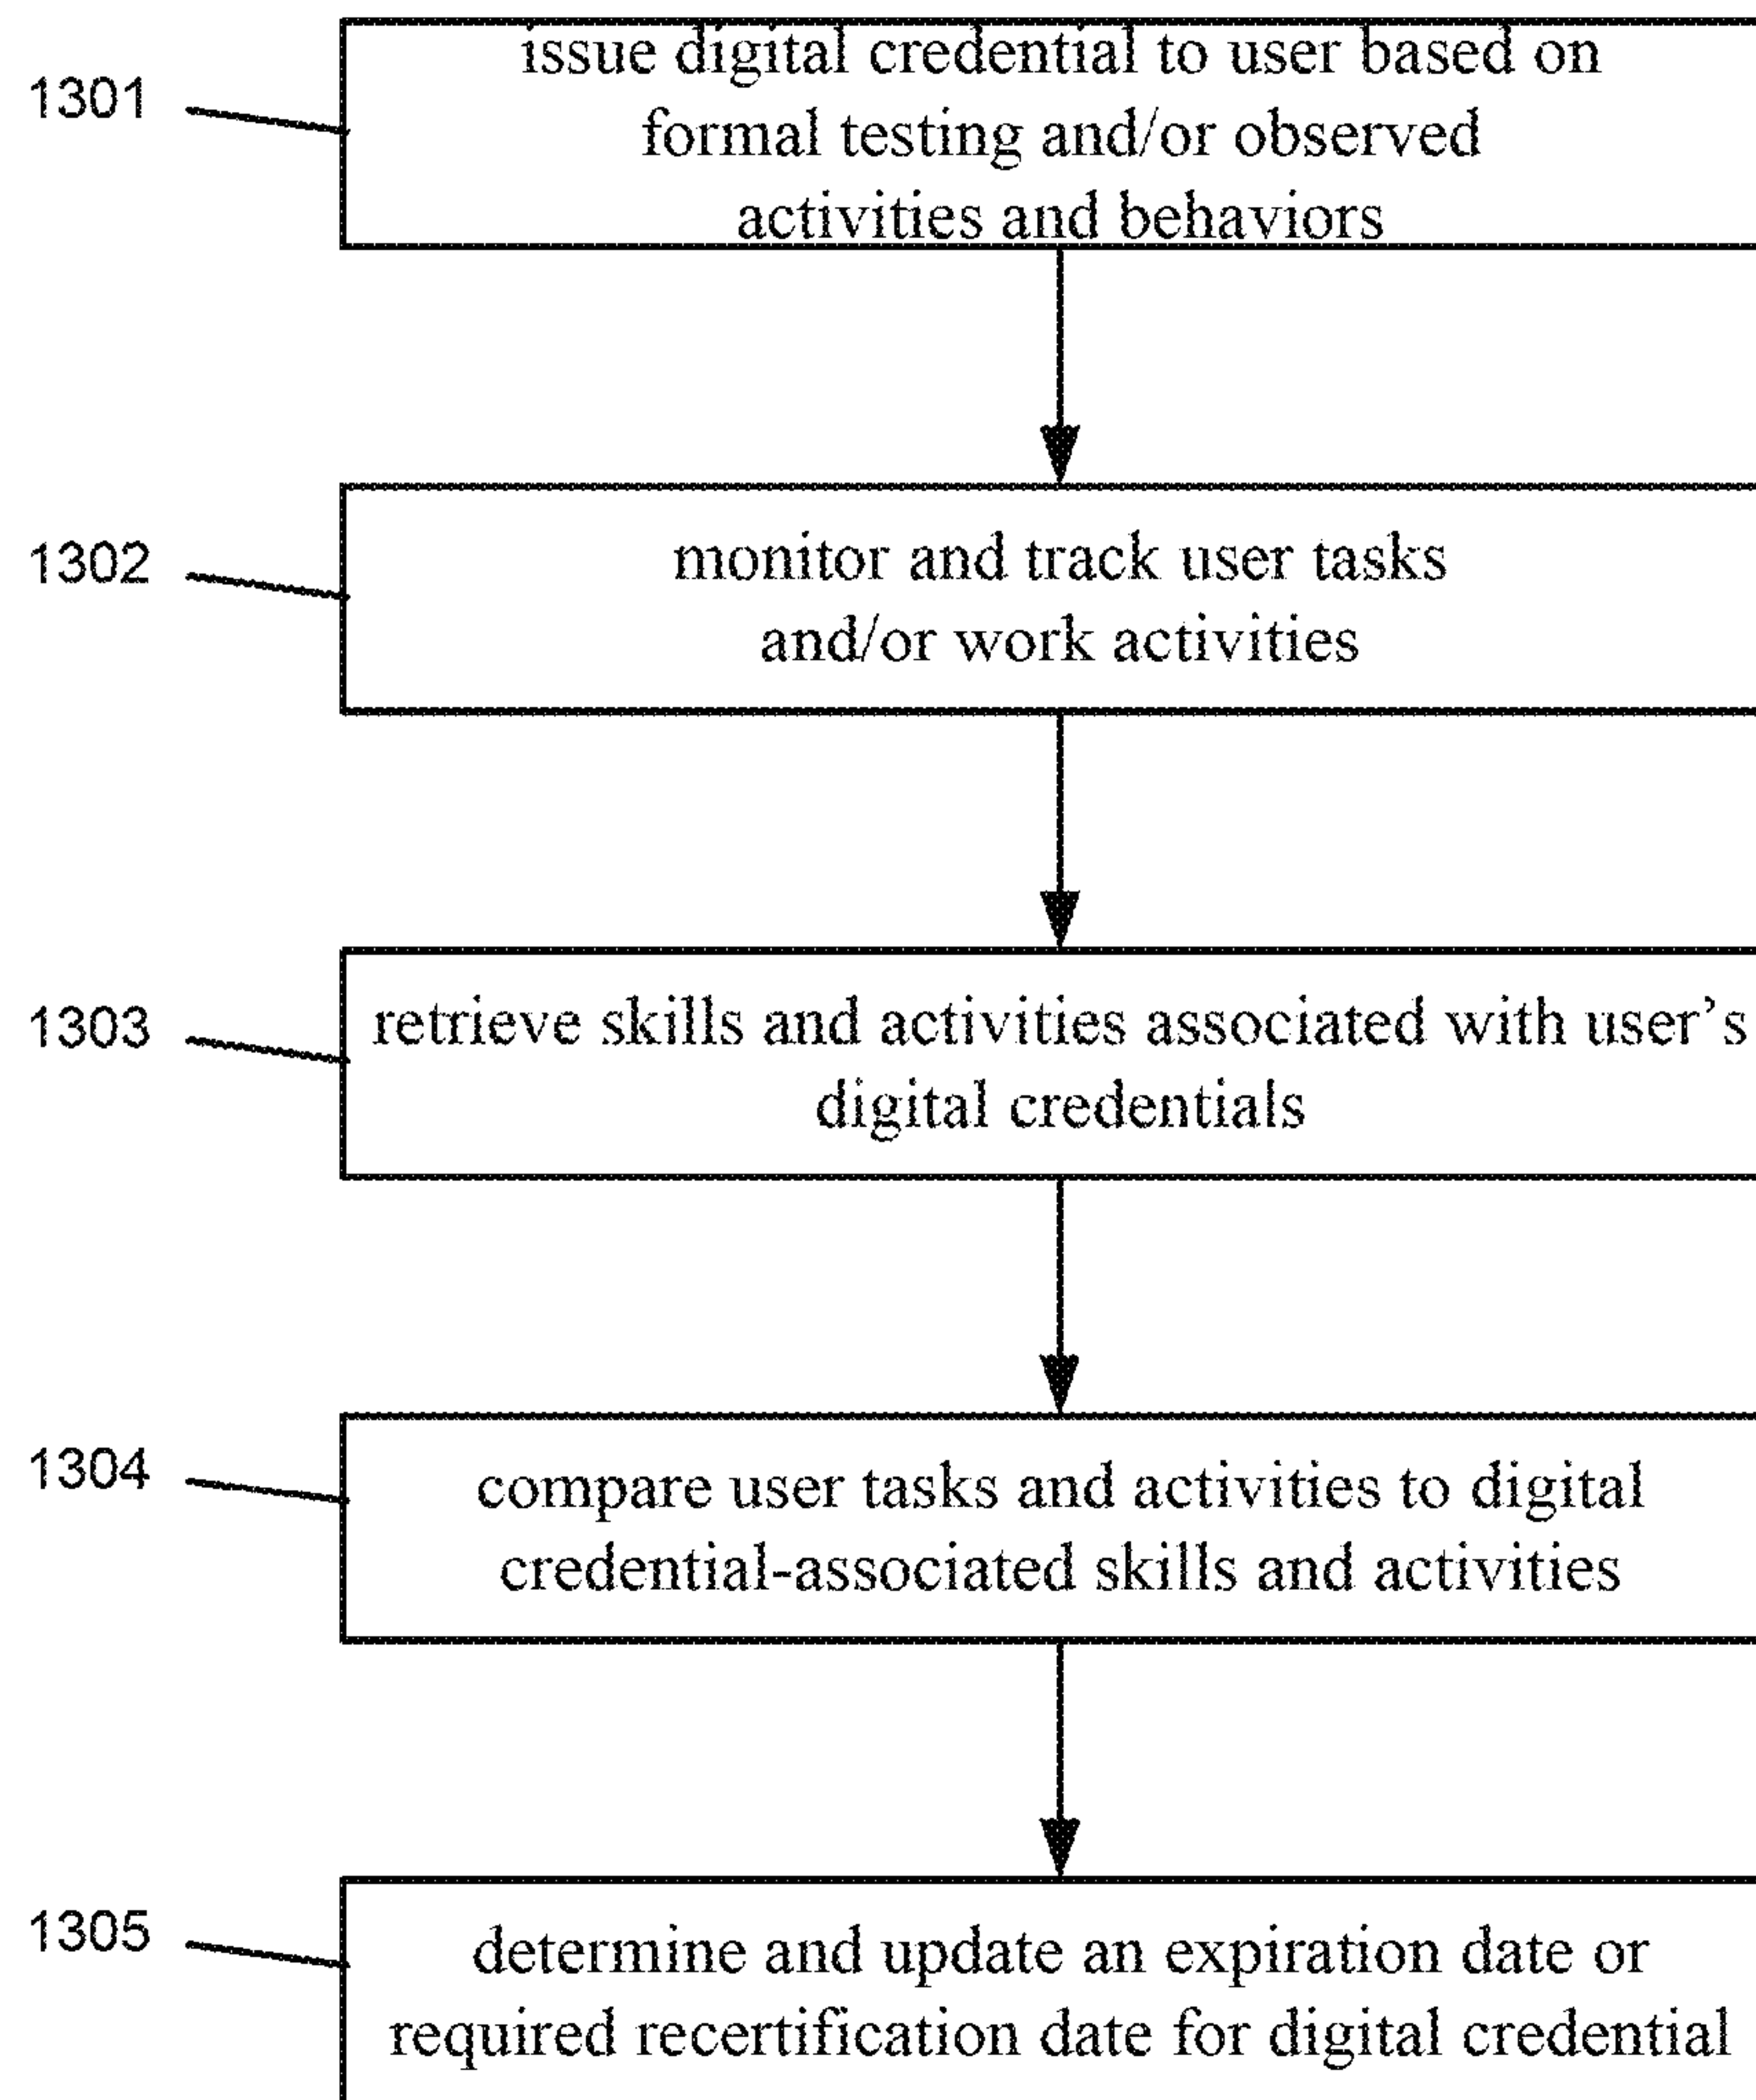 1301
issue digital credential to user based on
formal testing and/or observed
activities and behaviors
1302
monitor and track user tasks
and/or work activities
1303
retrieve skills and activities associated with user's
digital credentials
1304
compare user tasks and activities to digital
credential-associated skills and activities
1305
determine and update an expiration date or
required recertification date for digital credential